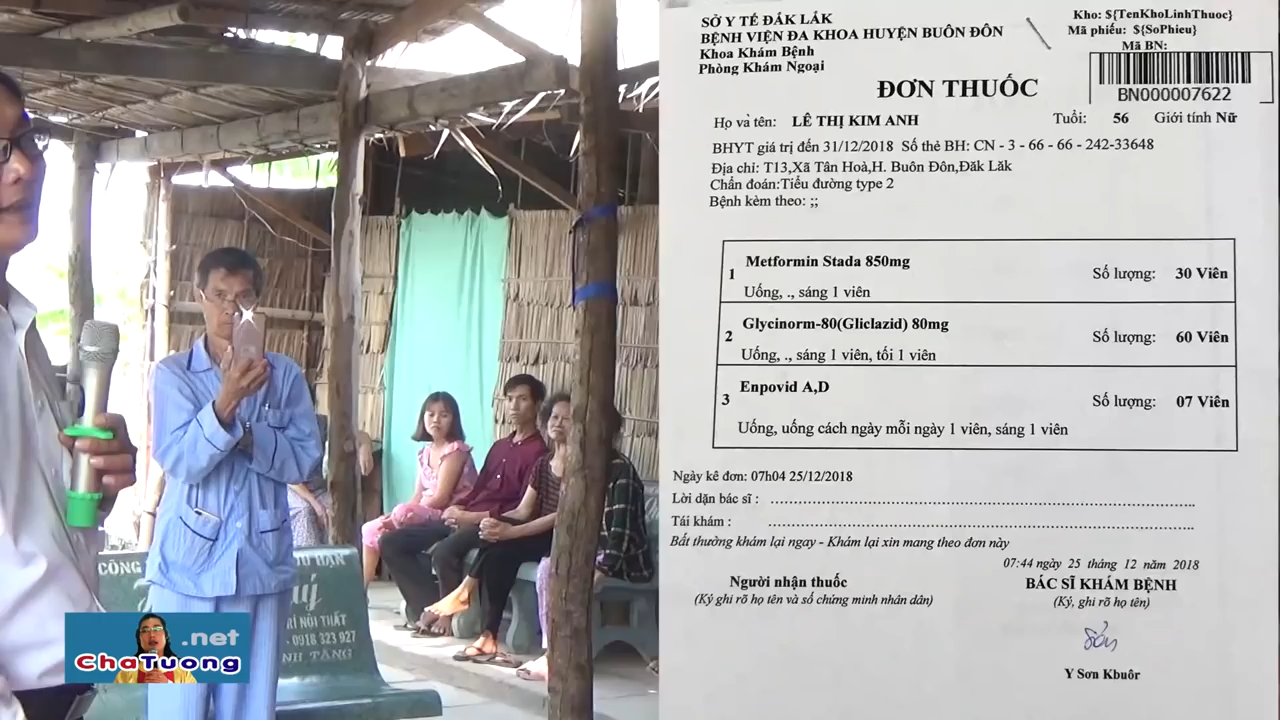 SỞ Y TẾ ĐẮK LẮK
BỆNH VIỆN ĐA KHOA HUYỆN BUÔN ĐÔN
Khoa Khám Bệnh
Phòng Khám Ngoại
Kho: ${TenKhoLinhThuoc}
Mã phiếu: ${SoPhieu}
Mã BN:
BN000007622
ĐƠN THUỐC
Họ và tên: LÊ THỊ KIM ANH Tuổi: 56 Giới tính Nữ
BHYT giá trị đến 31/12/2018 Số thẻ BH: CN - 3 - 66 - 66 - 242-33648
Địa chỉ: T13,Xã Tân Hoà,H. Buôn Đôn,Đăk Lăk
Chẩn đoán:Tiểu đường type 2
Bệnh kèm theo: ;;
1 Metformin Stada 850mg Số lượng: 30 Viên
Uống, ., sáng 1 viên
2 Glycinorm-80(Gliclazid) 80mg Số lượng: 60 Viên
Uống, ., sáng 1 viên, tối 1 viên
3 Enpovid A,D Số lượng: 07 Viên
Uống, uống cách ngày mỗi ngày 1 viên, sáng 1 viên
Ngày kê đơn: 07h04 25/12/2018
Lời dặn bác sĩ :
Tái khám :
Bất thường khám lại ngay - Khám lại xin mang theo đơn này
07:44 ngày 25 tháng 12 năm 2018
Người nhận thuốc BÁC SĨ KHÁM BỆNH
(Ký ghi rõ họ tên và số chứng minh nhân dân) (Ký, ghi rõ họ tên)
Y Sơn Kbuôr
CÔNG
RÍ NỘI THẤT
0918 323 927
NH TĂNG
.net
ChaTuong